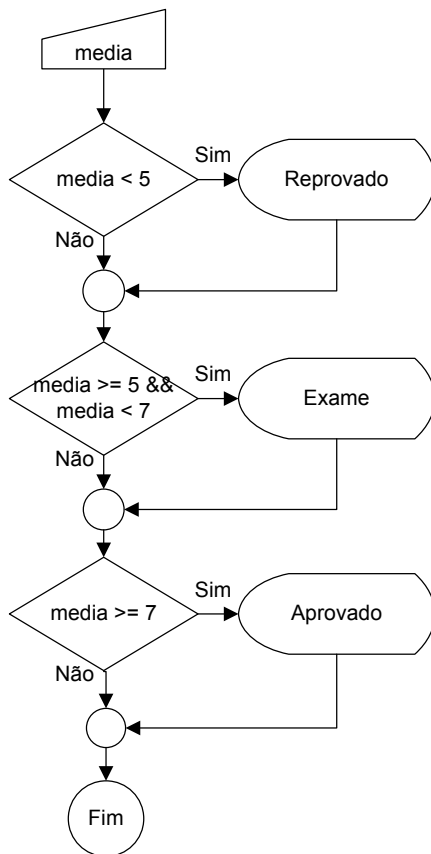 media
media < 5
Sim
Reprovado
Não
media >= 5 &&
media < 7
Sim
Exame
Não
media >= 7
Sim
Aprovado
Não
Fim